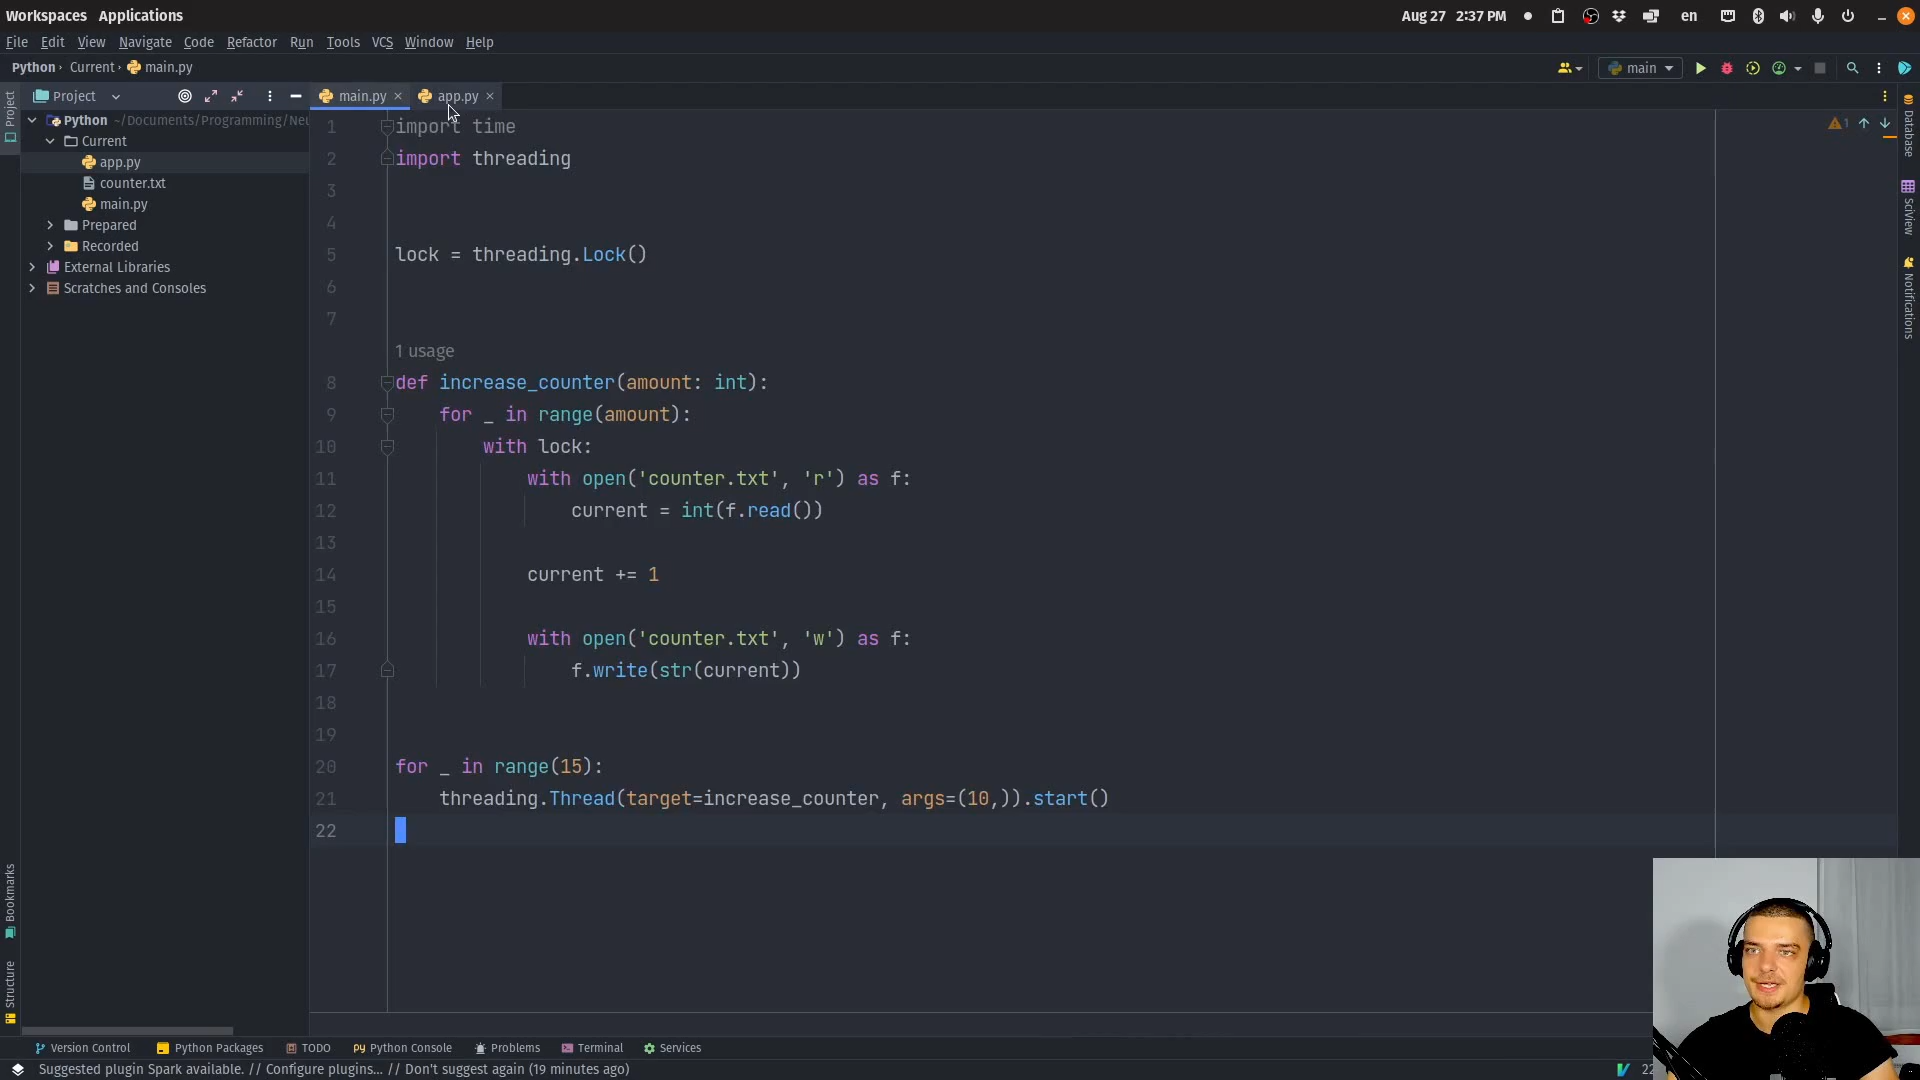 Workspaces Applications
Aug 27 2:37 PM
en
File Edit View Navigate Code Refactor Run Tools VCS Window Help
Python Current main.py
main
Project
main.py
app.py
Project
Python ~/Documents/Programming/Neu
Current
app.py
counter.txt
main.py
Prepared
Recorded
External Libraries
Scratches and Consoles
1 import time
2 import threading
3
4
5 lock = threading.Lock()
6
7
1 usage
8 def increase_counter(amount: int):
9 for _ in range(amount):
10 with lock:
11 with open('counter.txt', 'r') as f:
12 current = int(f.read())
13
14 current += 1
15
16 with open('counter.txt', 'w') as f:
17 f.write(str(current))
18
19
20 for _ in range(15):
21 threading.Thread(target=increase_counter, args=(10,)).start()
22
1
Database
SciView
Notifications
Bookmarks
Structure
Version Control Python Packages TODO Python Console Problems Terminal Services
Suggested plugin Spark available. // Configure plugins... // Don't suggest again (19 minutes ago)